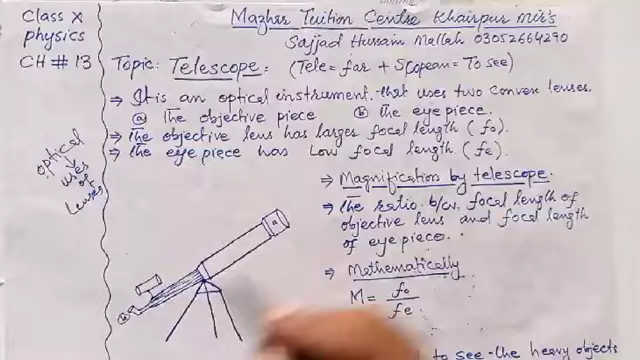 Class X
physics
CH # 13
Mazher Tuition Centre Khairpur mir's
Sajjad Hussain Mallah 03052664290
Topic: Telescope: (Tele = far + Scopean = To see)
⇒ It is an optical instrument. that uses two convex lenses.
ⓐ The objective piece ⓑ The eye piece.
⇒ The objective lens has larger focal length (fo).
⇒ The eye piece has Low focal length (fe).
optical
uses
of
Lenses
⇒ Magnification by telescope.
⇒ The ratio b/w focal length of
objective lens and focal length
of eye piece.
⇒ Methematically
M = fo
fe
a
b
to see the heavy objects